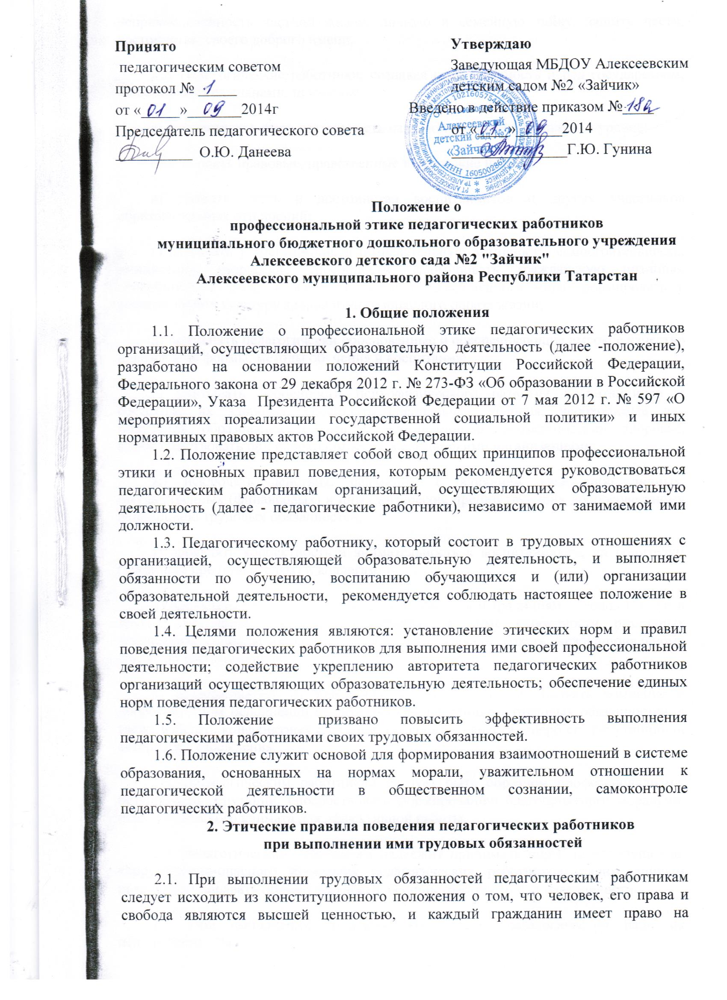 Принято
педагогическим советом
протокол № 1
от «01» 09 2014г
Председатель педагогического совета
О.Ю. Данеева
Утверждаю
Заведующая МБДОУ Алексеевским
детским садом №2 «Зайчик»
Введено в действие приказом № 18а
от «01» 09 2014
Г.Ю. Гунина
Алексеевский
детский сад №2
«Зайчик»
ИНН 1605002862
Положение о
профессиональной этике педагогических работников
муниципального бюджетного дошкольного образовательного учреждения
Алексеевского детского сада №2 "Зайчик"
Алексеевского муниципального района Республики Татарстан
1. Общие положения
1.1. Положение о профессиональной этике педагогических работников
организаций, осуществляющих образовательную деятельность (далее -положение),
разработано на основании положений Конституции Российской Федерации,
Федерального закона от 29 декабря 2012 г. № 273-ФЗ «Об образовании в Российской
Федерации», Указа Президента Российской Федерации от 7 мая 2012 г. № 597 «О
мероприятиях пореализации государственной социальной политики» и иных
нормативных правовых актов Российской Федерации.
1.2. Положение представляет собой свод общих принципов профессиональной
этики и основных правил поведения, которым рекомендуется руководствоваться
педагогическим работникам организаций, осуществляющих образовательную
деятельность (далее - педагогические работники), независимо от занимаемой ими
должности.
1.3. Педагогическому работнику, который состоит в трудовых отношениях с
организацией, осуществляющей образовательную деятельность, и выполняет
обязанности по обучению, воспитанию обучающихся и (или) организации
образовательной деятельности, рекомендуется соблюдать настоящее положение в
своей деятельности.
1.4. Целями положения являются: установление этических норм и правил
поведения педагогических работников для выполнения ими своей профессиональной
деятельности; содействие укреплению авторитета педагогических работников
организаций осуществляющих образовательную деятельность; обеспечение единых
норм поведения педагогических работников.
1.5. Положение призвано повысить эффективность выполнения
педагогическими работниками своих трудовых обязанностей.
1.6. Положение служит основой для формирования взаимоотношений в системе
образования, основанных на нормах морали, уважительном отношении к
педагогической деятельности в общественном сознании, самоконтроле
педагогических работников.
2. Этические правила поведения педагогических работников
при выполнении ими трудовых обязанностей
2.1. При выполнении трудовых обязанностей педагогическим работникам
следует исходить из конституционного положения о том, что человек, его права и
свобода являются высшей ценностью, и каждый гражданин имеет право на